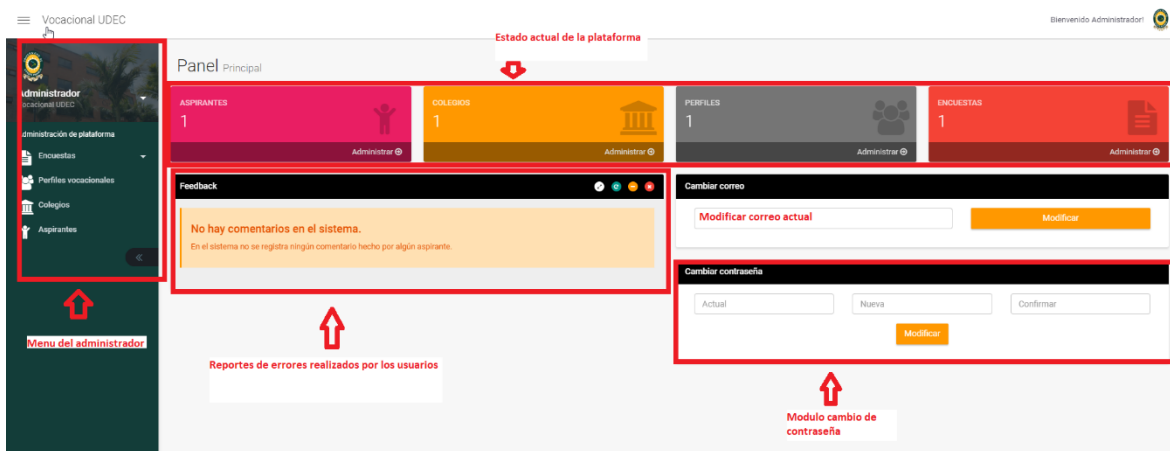 Vocacional UDEC
Bienvenido Administrador!
Estado actual de la plataforma
Panel Principal
Administrador
Vocacional UDEC
Administración de plataforma
Encuestas
Perfiles vocacionales
Colegios
Aspirantes
Menu del administrador
ASPIRANTES
1
Administrar
COLEGIOS
1
Administrar
PERFILES
1
Administrar
ENCUESTAS
1
Administrar
Feedback
No hay comentarios en el sistema.
En el sistema no se registra ningún comentario hecho por algún aspirante.
Reportes de errores realizados por los usuarios
Cambiar correo
Modificar correo actual
Modificar
Cambiar contraseña
Actual
Nueva
Confirmar
Modificar
Modulo cambio de
contraseña